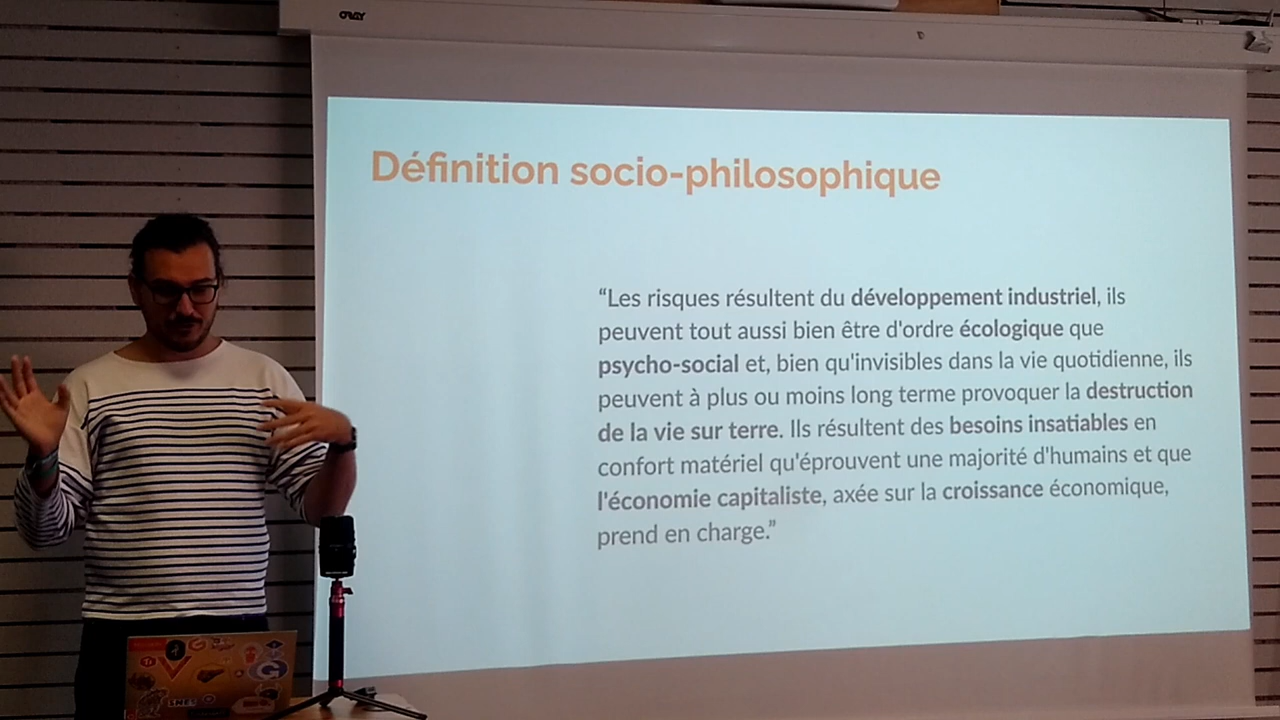 ORAY
Définition socio-philosophique
“Les risques résultent du développement industriel, ils
peuvent tout aussi bien être d'ordre écologique que
psycho-social et, bien qu'invisibles dans la vie quotidienne, ils
peuvent à plus ou moins long terme provoquer la destruction
de la vie sur terre. Ils résultent des besoins insatiables en
confort matériel qu'éprouvent une majorité d'humains et que
l'économie capitaliste, axée sur la croissance économique,
prend en charge.”